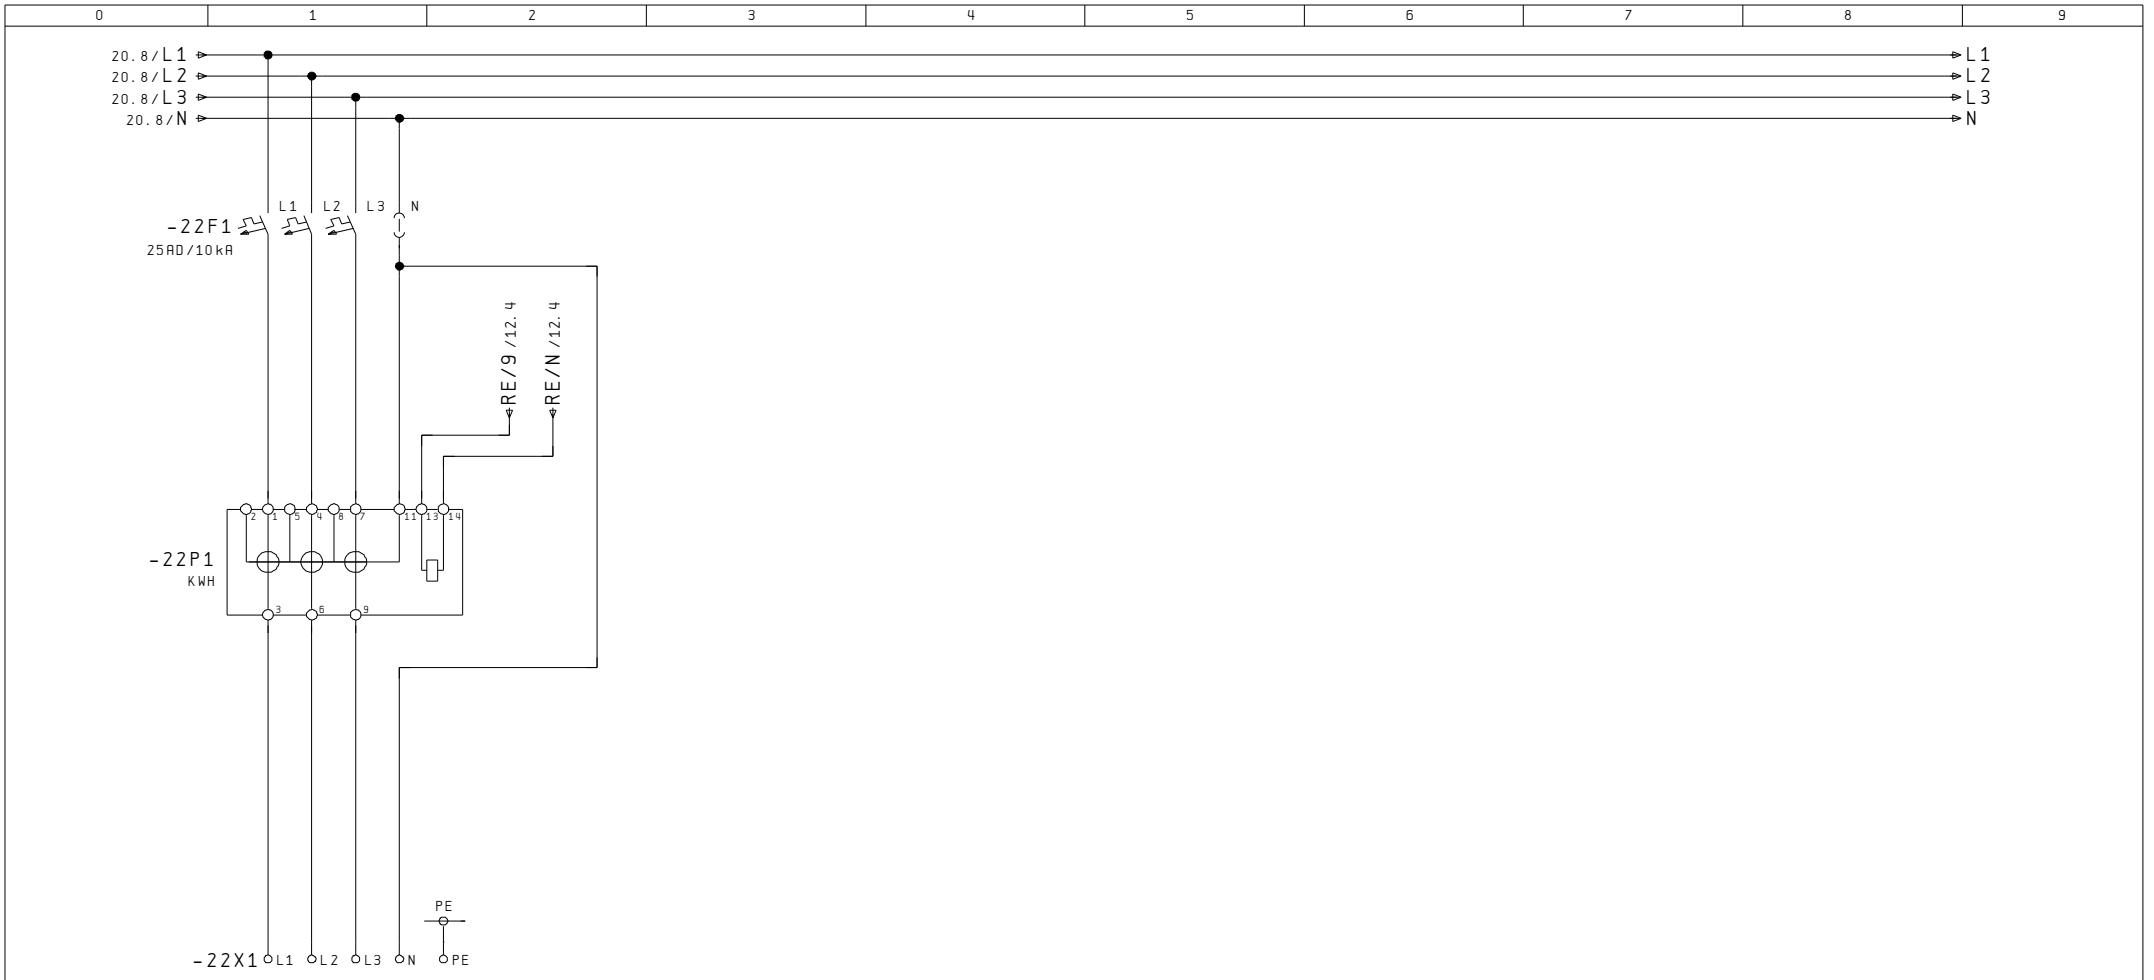 0 1 2 3 4 5 6 7 8 9
20.8/L1 L1
20.8/L2 L2
20.8/L3 L3
20.8/N N
L1 L2 L3 N
-22F1
25AD/10kA
RE/9 /12.4
RE/N /12.4
2 1 5 4 8 7 11 13 14
-22P1
KWH
3 6 9
PE
-22X1 L1 L2 L3 N PE